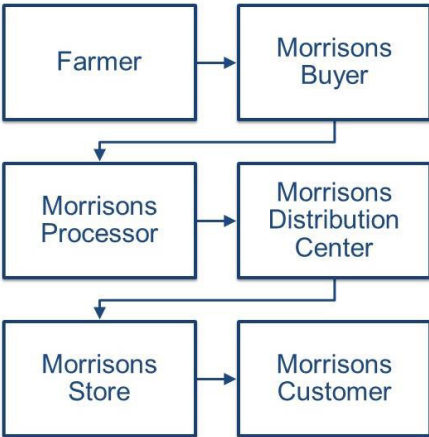 Farmer
Morrisons
Buyer
Morrisons
Processor
Morrisons
Distribution
Center
Morrisons
Store
Morrisons
Customer